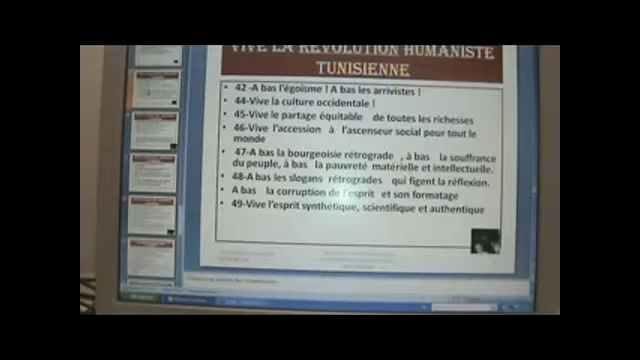 VIVE LA REVOLUTION HUMANISTE
TUNISIENNE
42 -A bas l'égoïsme ! A bas les arrivistes !
44-Vive la culture occidentale !
45-Vive le partage équitable de toutes les richesses
46-Vive l'accession à l'ascenseur social pour tout le
monde
47-A bas la bourgeoisie rétrograde , à bas la souffrance
du peuple, à bas la pauvreté matérielle et intellectuelle.
48-A bas les slogans rétrogrades qui figent la réflexion.
A bas la corruption de l'esprit et son formatage
49-Vive l'esprit synthétique, scientifique et authentique